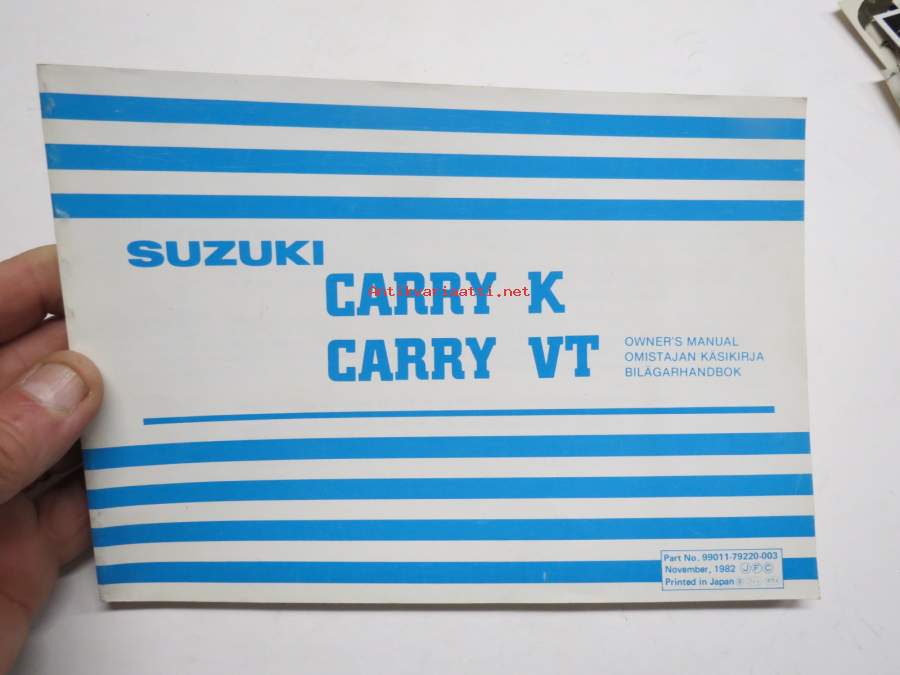 SUZUKI
CARRY K
Antikvariaatti.net
CARRY VT
OWNER'S MANUAL
OMISTAJAN KÄSIKIRJA
BILÄGARHANDBOK
Part No. 99011-79220-003
November, 1982 Ⓙ Ⓕ Ⓒ
Printed in Japan